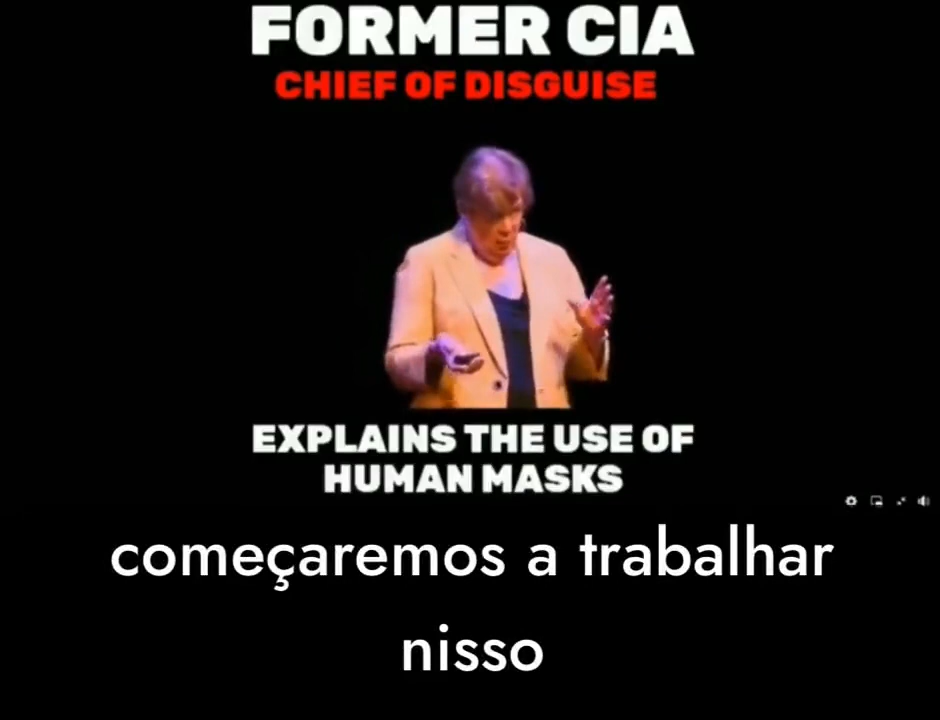 FORMER CIA
CHIEF OF DISGUISE
EXPLAINS THE USE OF
HUMAN MASKS
começaremos a trabalhar
nisso